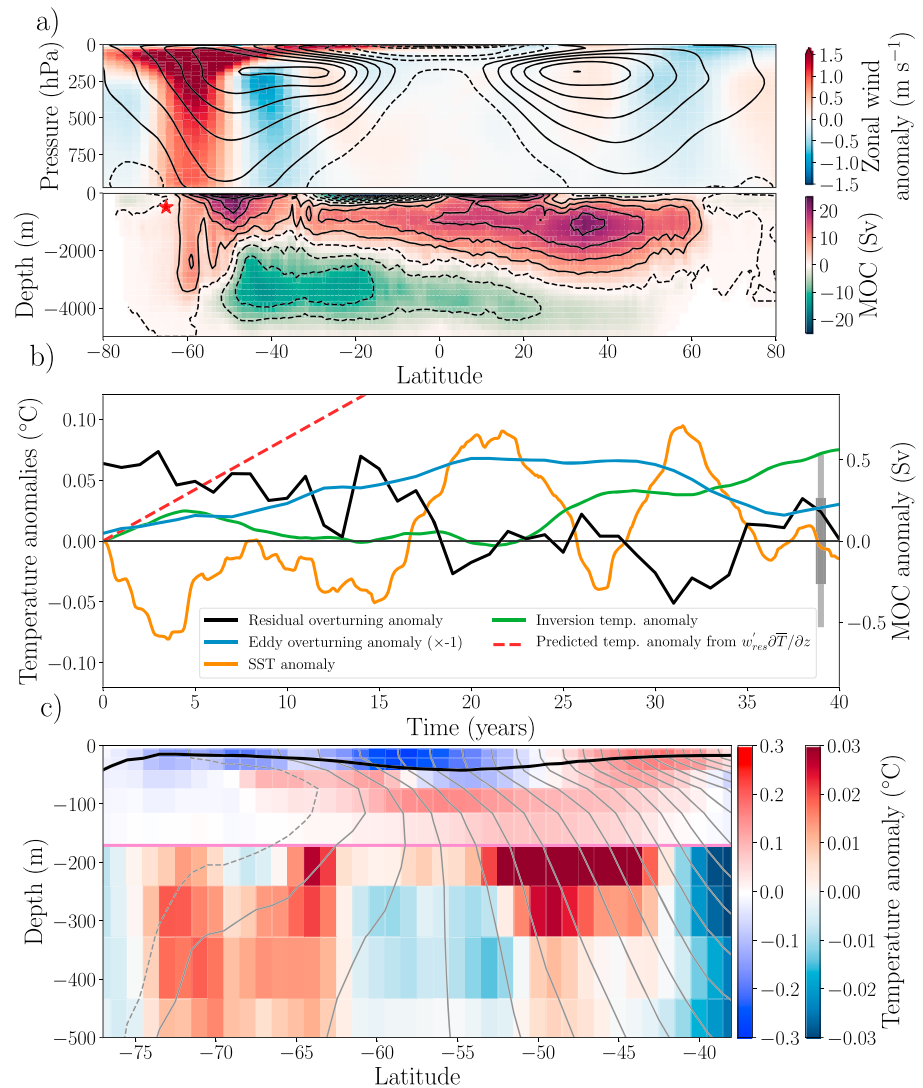 a)
Pressure (hPa)
0
250
500
750
1.5
1.0
0.5
0.0
−0.5
−1.0
−1.5
Zonal wind
anomaly (m s−1)
Depth (m)
0
−2000
−4000
20
10
0
−10
−20
MOC (Sv)
−80 −60 −40 −20 0 20 40 60 80
Latitude
b)
Temperature anomalies (°C)
0.10
0.05
0.00
−0.05
−0.10
0.5
0.0
−0.5
MOC anomaly (Sv)
Residual overturning anomaly
Eddy overturning anomaly (×-1)
SST anomaly
Inversion temp. anomaly
Predicted temp. anomaly from w′res∂T̅/∂z
0 5 10 15 20 25 30 35 40
Time (years)
c)
Depth (m)
0
−100
−200
−300
−400
−500
0.3
0.2
0.1
0.0
−0.1
−0.2
−0.3
0.03
0.02
0.01
0.00
−0.01
−0.02
−0.03
Temperature anomaly (°C)
−75 −70 −65 −60 −55 −50 −45 −40
Latitude